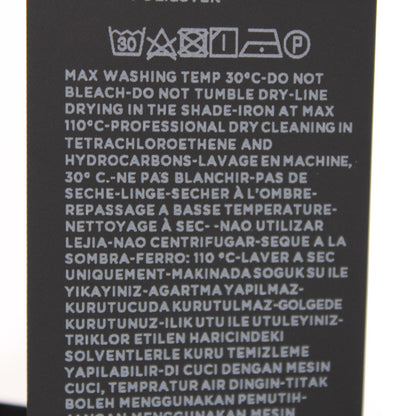 30 P
MAX WASHING TEMP 30°C-DO NOT
BLEACH-DO NOT TUMBLE DRY-LINE
DRYING IN THE SHADE-IRON AT MAX
110°C-PROFESSIONAL DRY CLEANING IN
TETRACHLOROETHENE AND
HYDROCARBONS-LAVAGE EN MACHINE,
30° C.-NE PAS BLANCHIR-PAS DE
SECHE-LINGE-SECHER À L'OMBRE-
REPASSAGE A BASSE TEMPERATURE-
NETTOYAGE À SEC- -NAO UTILIZAR
LEJIA-NAO CENTRIFUGAR-SEQUE A LA
SOMBRA-FERRO: 110 °C-LAVER A SEC
UNIQUEMENT-MAKINADA SOGUK SU ILE
YIKAYINIZ-AGARTMA YAPILMAZ-
KURUTUCUDA KURUTULMAZ-GOLGEDE
KURUTUNUZ-ILIK UTU ILE UTULEYINIZ-
TRIKLOR ETILEN HARICINDEKI
SOLVENTLERLE KURU TEMIZLEME
YAPILABILIR-DI CUCI DENGAN MESIN
CUCI, TEMPRATUR AIR DINGIN-TITAK
BOLEH MENGGUNAKAN PEMUTIH-